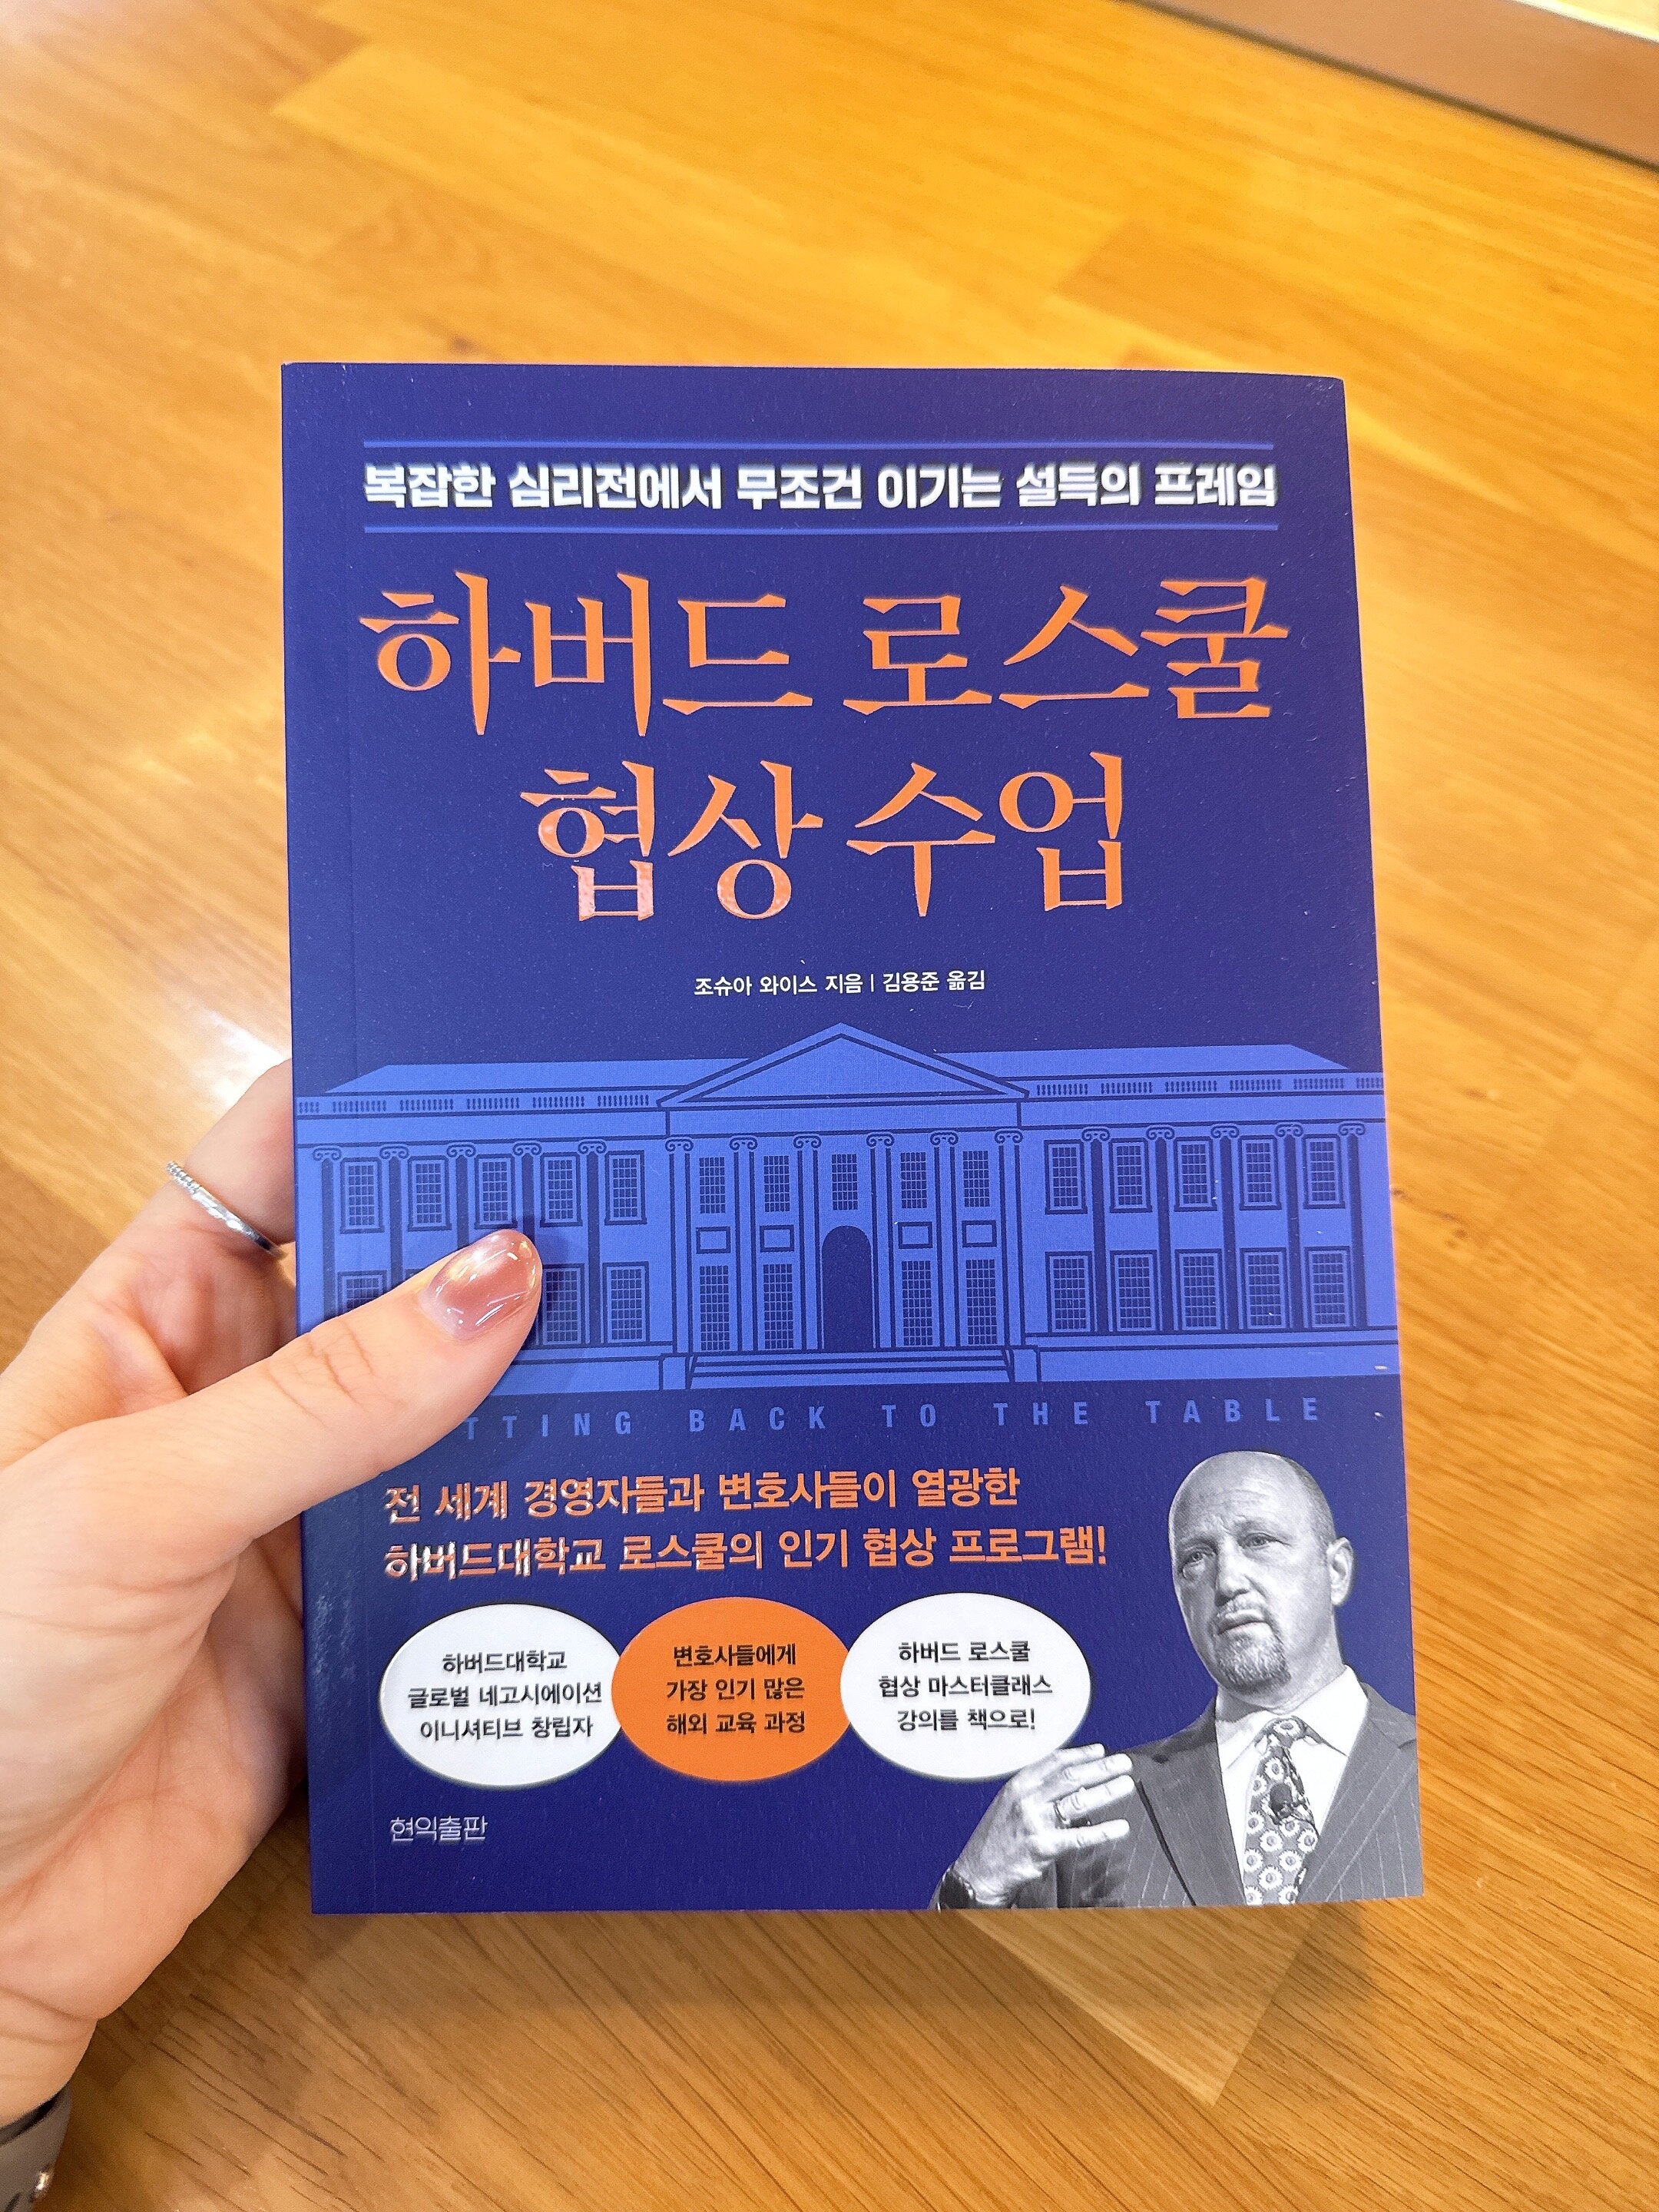 복잡한 심리전에서 무조건 이기는 설득의 프레임
하버드 로스쿨
협상 수업
조슈아 와이스 지음 | 김용준 옮김
TTING BACK TO THE TABLE
전 세계 경영자들과 변호사들이 열광한
하버드대학교 로스쿨의 인기 협상 프로그램!
하버드대학교
글로벌 네고시에이션
이니셔티브 창립자
변호사들에게
가장 인기 많은
해외 교육 과정
하버드 로스쿨
협상 마스터클래스
강의를 책으로!
현익출판